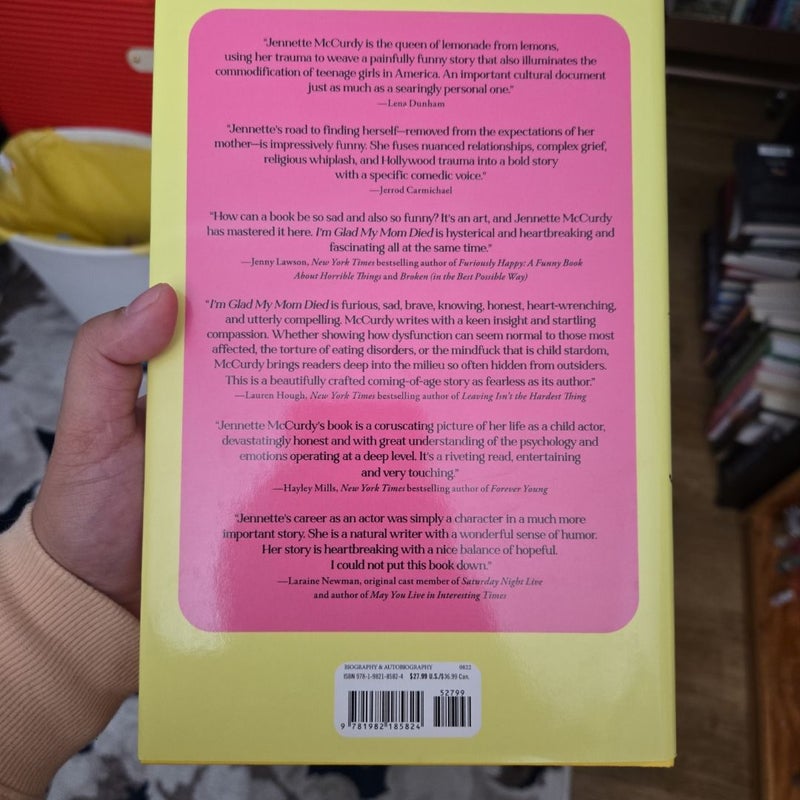 “Jennette McCurdy is the queen of lemonade from lemons,
using her trauma to weave a painfully funny story that also illuminates the
commodification of teenage girls in America. An important cultural document
just as much as a searingly personal one.”
—Lena Dunham
“Jennette’s road to finding herself—removed from the expectations of her
mother—is impressively funny. She fuses nuanced relationships, complex grief,
religious whiplash, and Hollywood trauma into a bold story
with a specific comedic voice.”
—Jerrod Carmichael
“How can a book be so sad and also so funny? It’s an art, and Jennette McCurdy
has mastered it here. I’m Glad My Mom Died is hysterical and heartbreaking and
fascinating all at the same time.”
—Jenny Lawson, New York Times bestselling author of Furiously Happy: A Funny Book
About Horrible Things and Broken (in the Best Possible Way)
“I’m Glad My Mom Died is furious, sad, brave, knowing, honest, heart-wrenching,
and utterly compelling. McCurdy writes with a keen insight and startling
compassion. Whether showing how dysfunction can seem normal to those most
affected, the torture of eating disorders, or the mindfuck that is child stardom,
McCurdy brings readers deep into the milieu so often hidden from outsiders.
This is a beautifully crafted coming-of-age story as fearless as its author.”
—Lauren Hough, New York Times bestselling author of Leaving Isn’t the Hardest Thing
“Jennette McCurdy’s book is a coruscating picture of her life as a child actor,
devastatingly honest and with great understanding of the psychology and
emotions operating at a deep level. It’s a riveting read, entertaining
and very touching.”
—Hayley Mills, New York Times bestselling author of Forever Young
“Jennette’s career as an actor was simply a character in a much more
important story. She is a natural writer with a wonderful sense of humor.
Her story is heartbreaking with a nice balance of hopeful.
I could not put this book down.”
—Laraine Newman, original cast member of Saturday Night Live
and author of May You Live in Interesting Times
BIOGRAPHY & AUTOBIOGRAPHY 0822
ISBN 978-1-9821-8582-4 $27.99 U.S./$36.99 Can.
52799
9 781982 185824